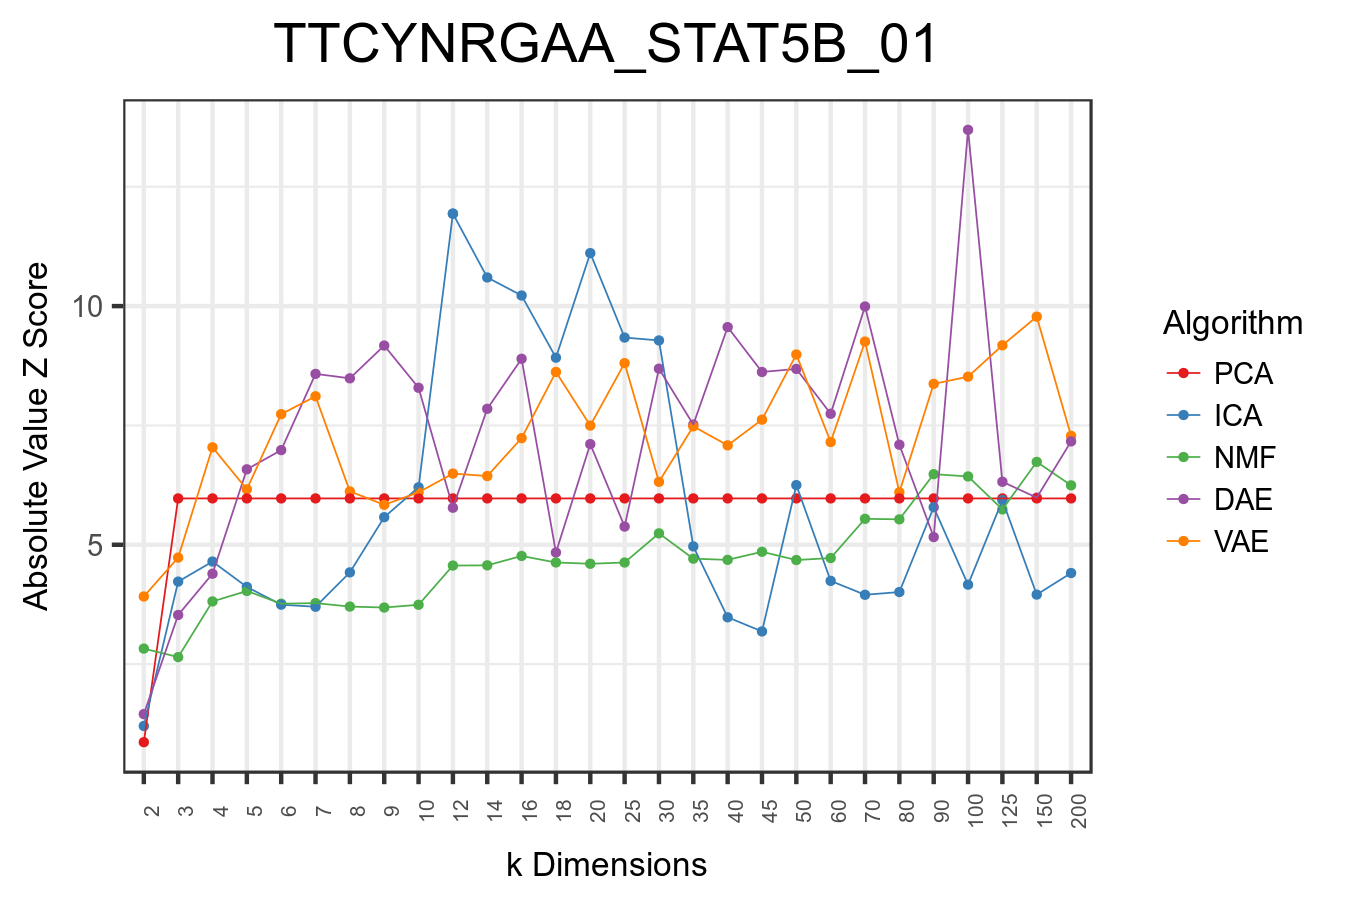 TTCYNRGAA_STAT5B_01
Absolute Value Z Score
10
5
2 3 4 5 6 7 8 9 10 12 14 16 18 20 25 30 35 40 45 50 60 70 80 90 100 125 150 200
k Dimensions
Algorithm
PCA
ICA
NMF
DAE
VAE